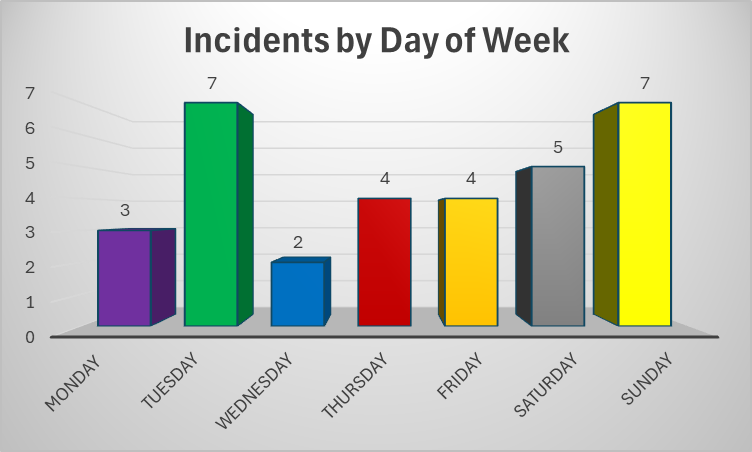 Incidents by Day of Week
7
6
5
4
3
2
1
0
3
7
2
4
4
5
7
MONDAY
TUESDAY
WEDNESDAY
THURSDAY
FRIDAY
SATURDAY
SUNDAY